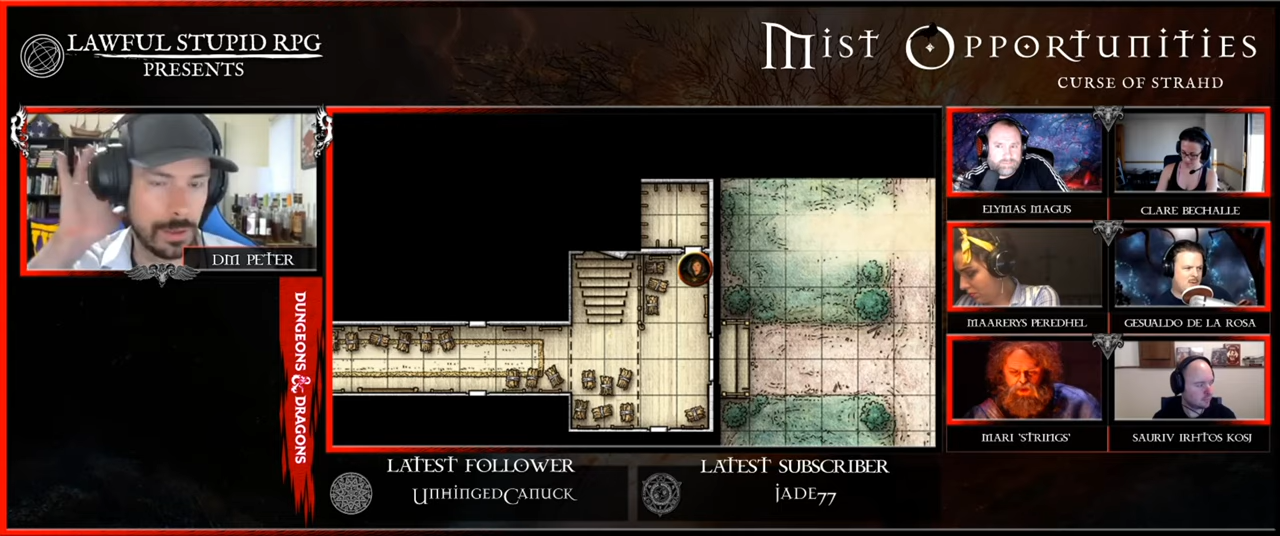 LAWFUL STUPID RPG
PRESENTS
MIST OPPORTUNITIES
CURSE OF STRAHD
DM PETER
DUNGEONS & DRAGONS
ELYMAS MAGUS
CLARE BECHALLE
MAARERYS PEREDHEL
GESUALDO DE LA ROSA
MARI 'STRINGS'
SAURIV IRHTOS KOSJ
LATEST FOLLOWER
UNHINGEDCANUCK
LATEST SUBSCRIBER
JADE77